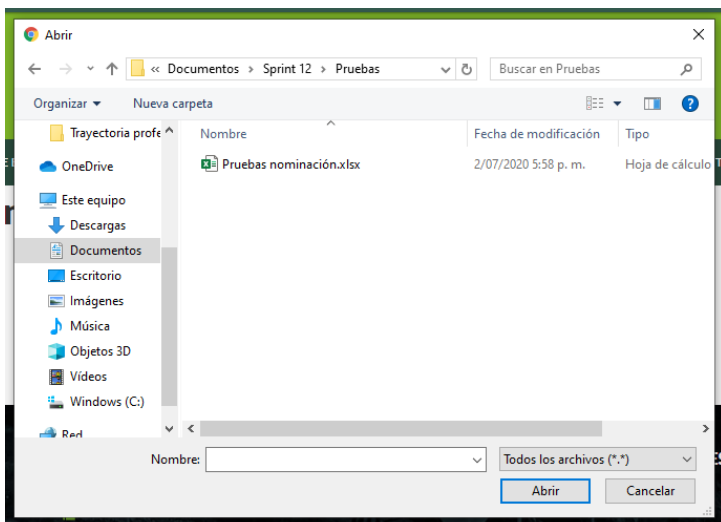 Abrir
« Documentos > Sprint 12 > Pruebas
Buscar en Pruebas
Organizar
Nueva carpeta
Trayectoria profe
Nombre
Fecha de modificación
Tipo
OneDrive
Pruebas nominación.xlsx
2/07/2020 5:58 p. m.
Hoja de cálculo
Este equipo
Descargas
Documentos
Escritorio
Imágenes
Música
Objetos 3D
Vídeos
Windows (C:)
Red
Nombre:
Todos los archivos (*.*)
Abrir
Cancelar